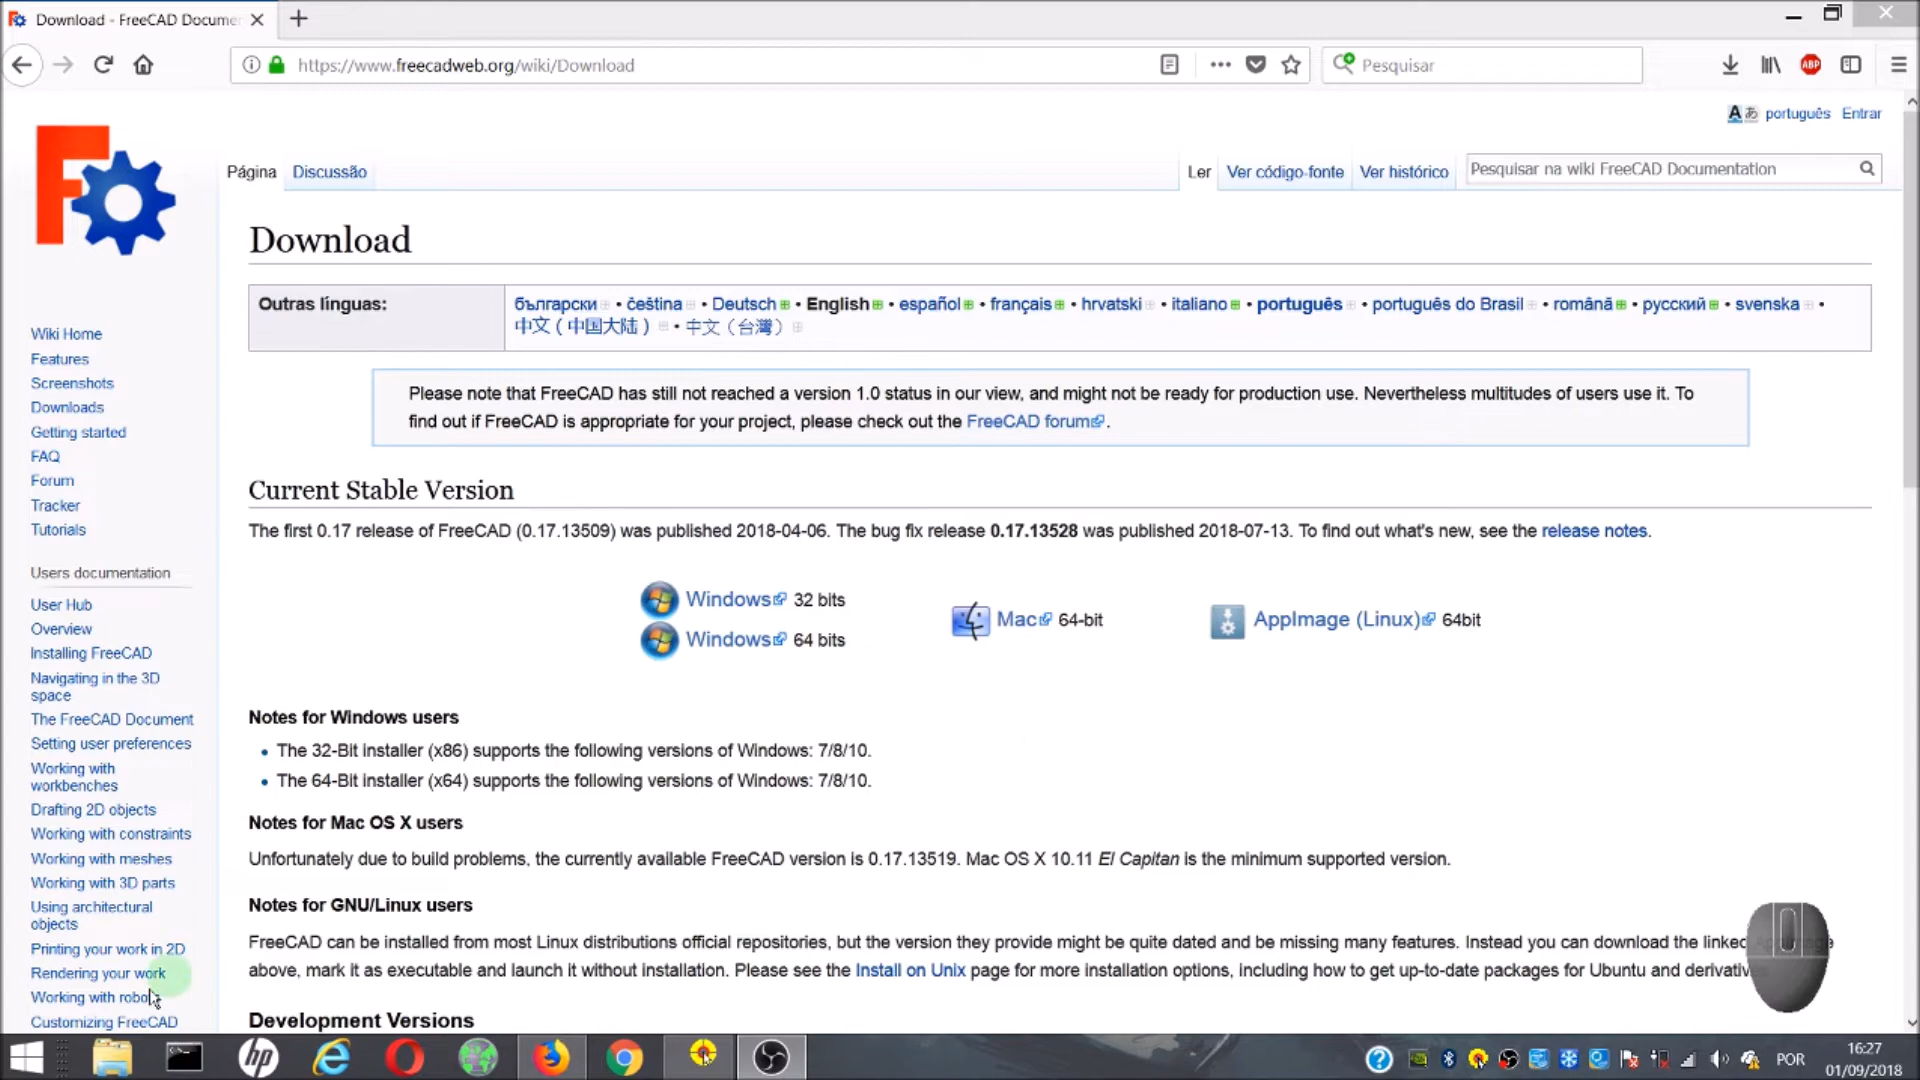 Download - FreeCAD Docume
https://www.freecadweb.org/wiki/Download
Pesquisar
ABP
português Entrar
Página Discussão Ler Ver código-fonte Ver histórico Pesquisar na wiki FreeCAD Documentation
Download
Outras línguas:
български • čeština • Deutsch • English • español • français • hrvatski • italiano • português • português do Brasil • română • русский • svenska •
中文（中国大陆） • 中文（台灣）
Please note that FreeCAD has still not reached a version 1.0 status in our view, and might not be ready for production use. Nevertheless multitudes of users use it. To
find out if FreeCAD is appropriate for your project, please check out the FreeCAD forum.
Current Stable Version
The first 0.17 release of FreeCAD (0.17.13509) was published 2018-04-06. The bug fix release 0.17.13528 was published 2018-07-13. To find out what's new, see the release notes.
Windows 32 bits
Windows 64 bits
Mac 64-bit
AppImage (Linux) 64bit
Notes for Windows users
• The 32-Bit installer (x86) supports the following versions of Windows: 7/8/10.
• The 64-Bit installer (x64) supports the following versions of Windows: 7/8/10.
Notes for Mac OS X users
Unfortunately due to build problems, the currently available FreeCAD version is 0.17.13519. Mac OS X 10.11 El Capitan is the minimum supported version.
Notes for GNU/Linux users
FreeCAD can be installed from most Linux distributions official repositories, but the version they provide might be quite dated and be missing many features. Instead you can download the linked
above, mark it as executable and launch it without installation. Please see the Install on Unix page for more installation options, including how to get up-to-date packages for Ubuntu and derivativ
Development Versions
Wiki Home
Features
Screenshots
Downloads
Getting started
FAQ
Forum
Tracker
Tutorials
Users documentation
User Hub
Overview
Installing FreeCAD
Navigating in the 3D
space
The FreeCAD Document
Setting user preferences
Working with
workbenches
Drafting 2D objects
Working with constraints
Working with meshes
Working with 3D parts
Using architectural
objects
Printing your work in 2D
Rendering your work
Working with robo
Customizing FreeCAD
hp
POR
16:27
01/09/2018